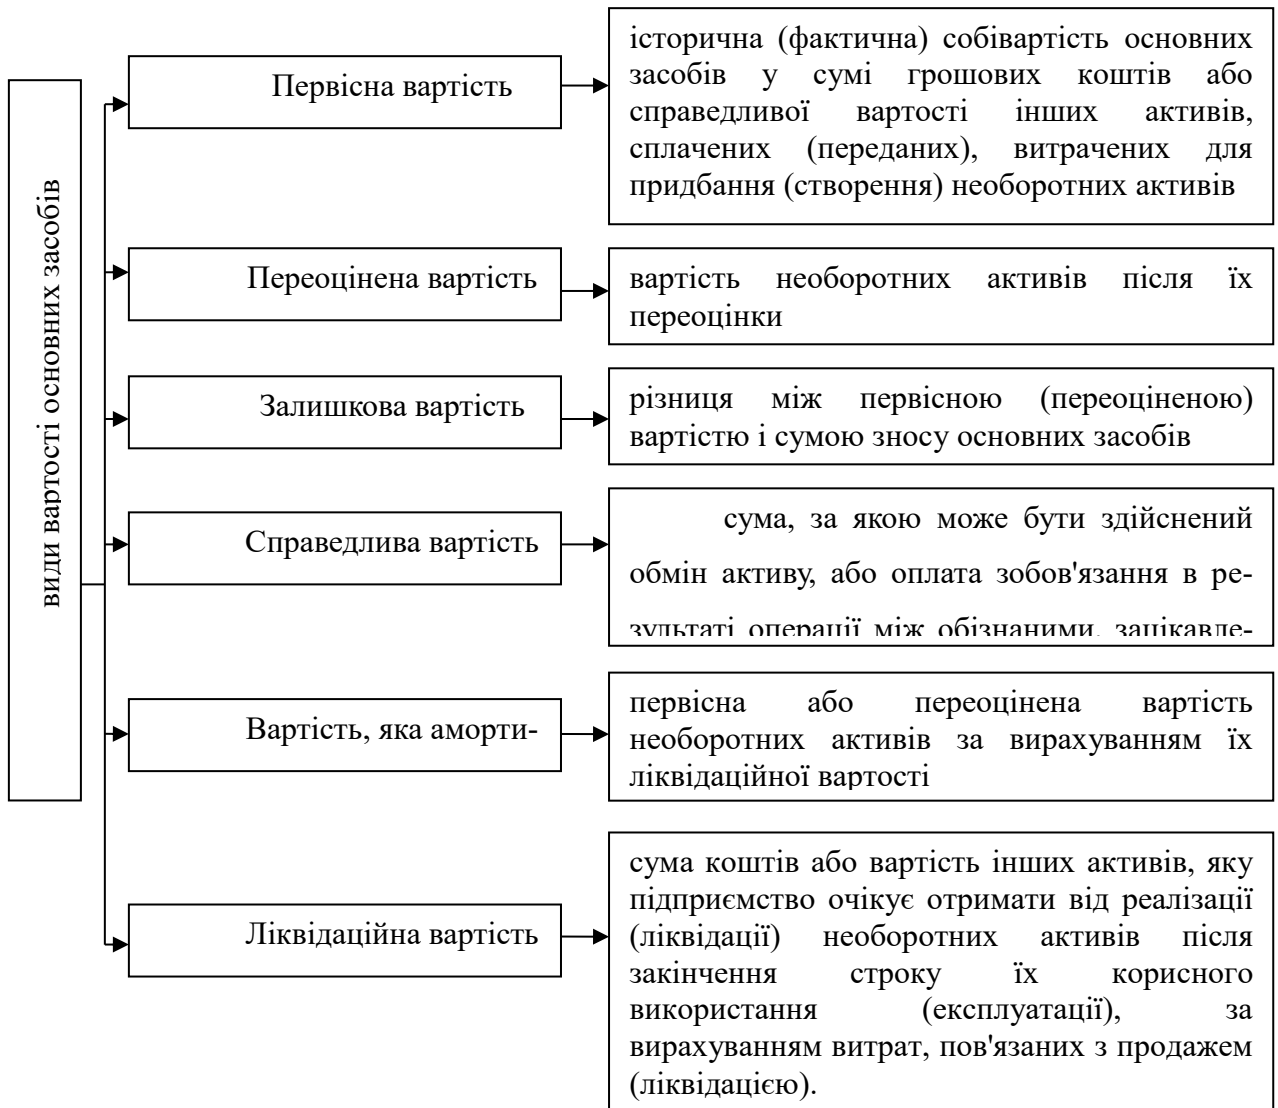 види вартості основних засобів
Первісна вартість
історична (фактична) собівартість основних
засобів у сумі грошових коштів або
справедливої вартості інших активів,
сплачених (переданих), витрачених для
придбання (створення) необоротних активів
Переоцінена вартість
вартість необоротних активів після їх
переоцінки
Залишкова вартість
різниця між первісною (переоціненою)
вартістю і сумою зносу основних засобів
Справедлива вартість
сума, за якою може бути здійснений
обмін активу, або оплата зобов'язання в ре-
зультаті операції між обізнаними, зацікавле-
Вартість, яка аморти-
первісна або переоцінена вартість
необоротних активів за вирахуванням їх
ліквідаційної вартості
Ліквідаційна вартість
сума коштів або вартість інших активів, яку
підприємство очікує отримати від реалізації
(ліквідації) необоротних активів після
закінчення строку їх корисного
використання (експлуатації), за
вирахуванням витрат, пов'язаних з продажем
(ліквідацією).